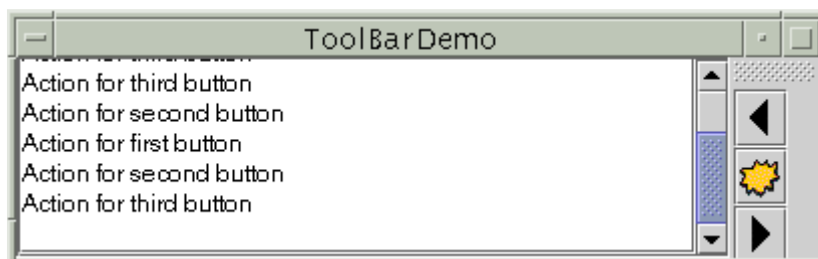 ToolBarDemo
Action for third button
Action for second button
Action for first button
Action for second button
Action for third button